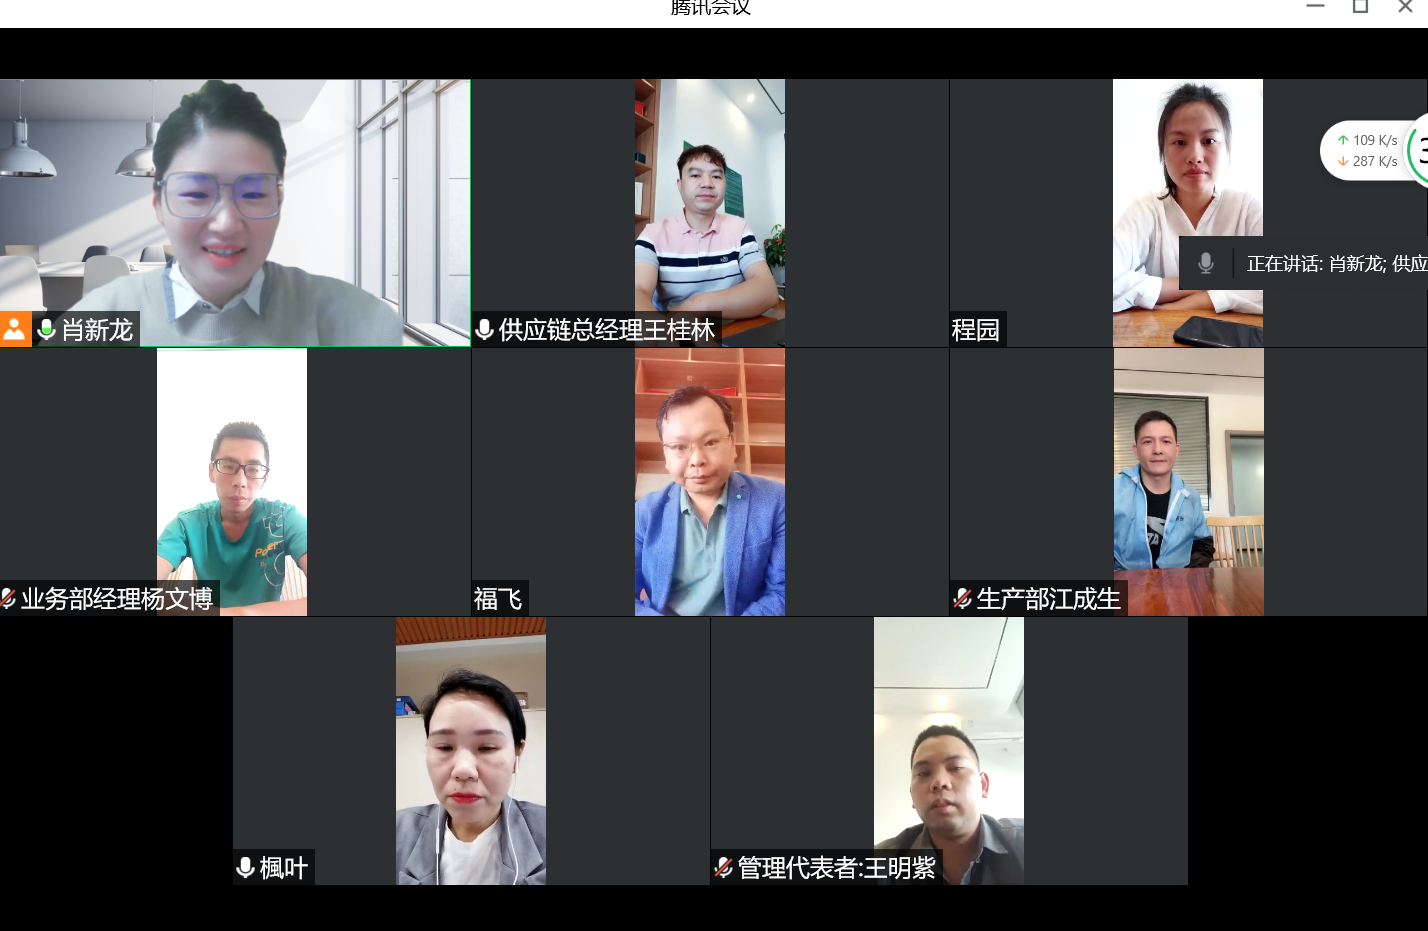 腾讯会议
109 K/s
287 K/s
3
正在讲话: 肖新龙; 供应
肖新龙
供应链总经理王桂林
程园
业务部经理杨文博
福飞
生产部江成生
楓叶
管理代表者:王明紫